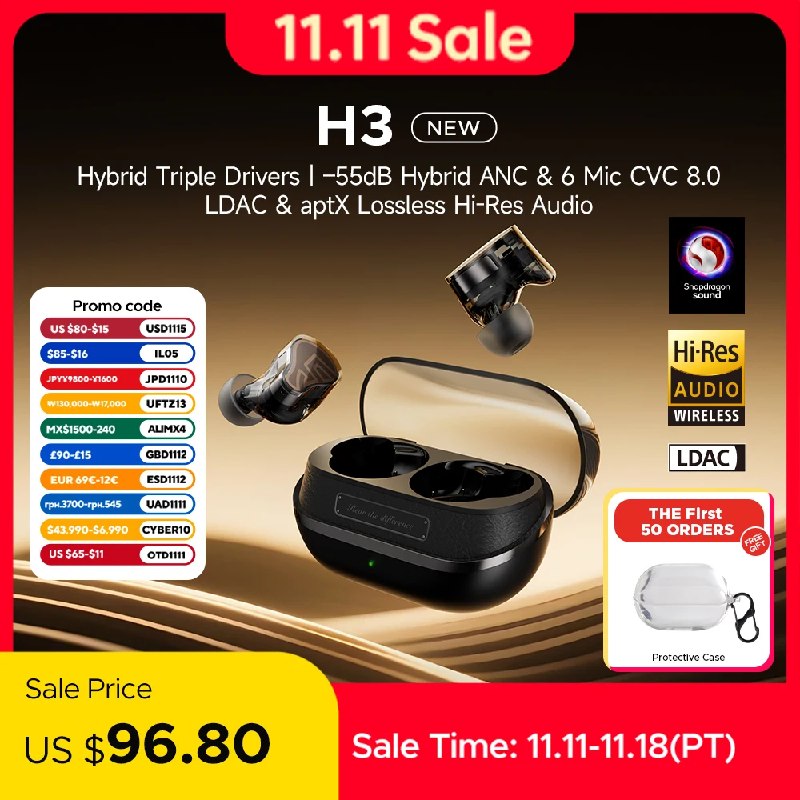 11.11 Sale
H3 NEW
Hybrid Triple Drivers | -55dB Hybrid ANC & 6 Mic CVC 8.0
LDAC & aptX Lossless Hi-Res Audio
Snapdragon
sound
Hi-Res
AUDIO
WIRELESS
LDAC
Promo code
US $80-$15 USD1115
$85-$16 IL05
JPY¥9800-¥1600 JPD1110
₩130,000-₩17,000 UFTZ13
MX$1500-240 ALIMX4
£90-£15 GBD1112
EUR 69€-12€ ESD1112
грн.3700-грн.545 UAD1111
$43.990-$6.990 CYBER10
US $65-$11 OTD1111
THE First
50 ORDERS
FREE
GIFT
Protective Case
Sale Price
US $96.80
Sale Time: 11.11-11.18(PT)